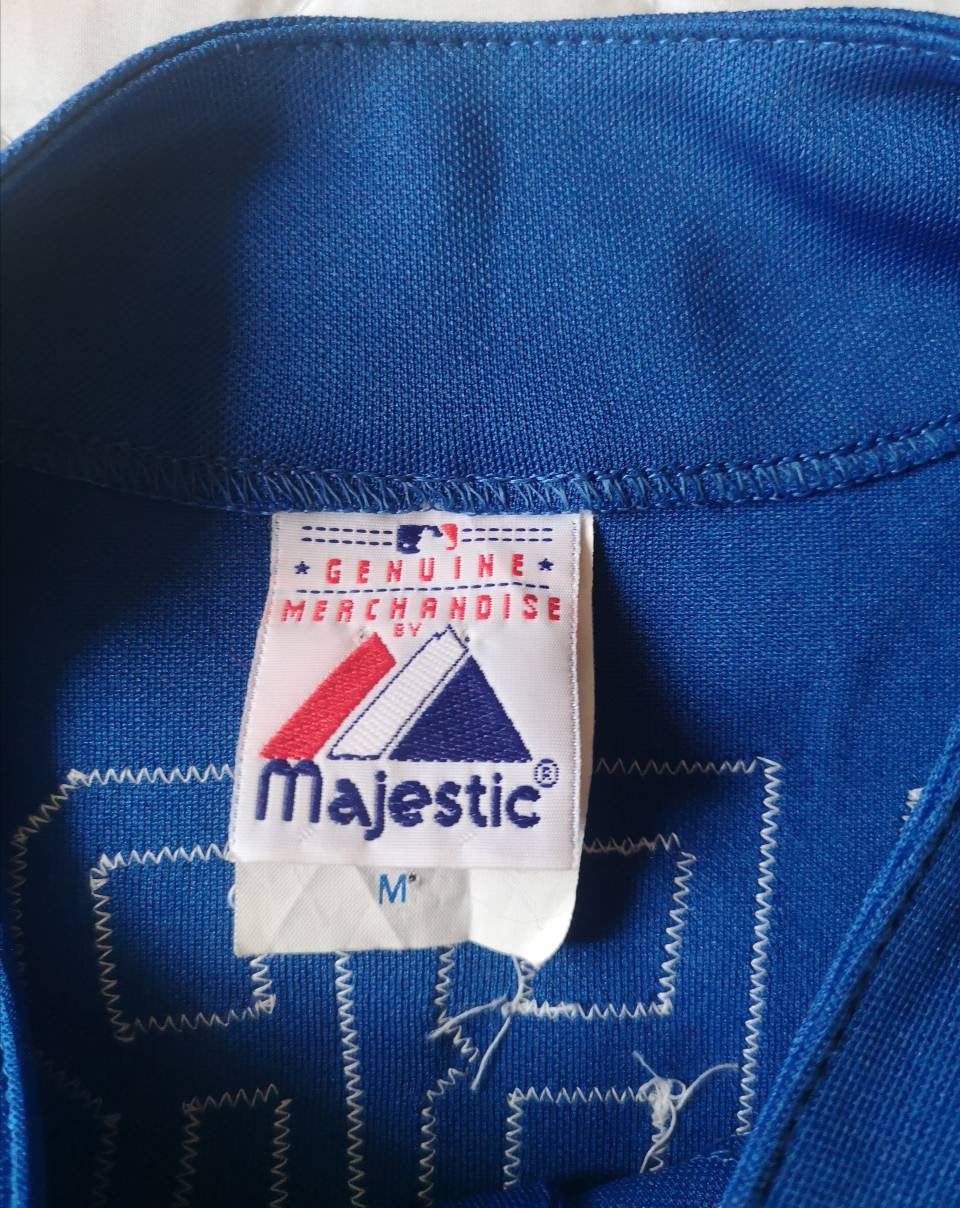 GENUINE
MERCHANDISE
BY
Majestic®
M